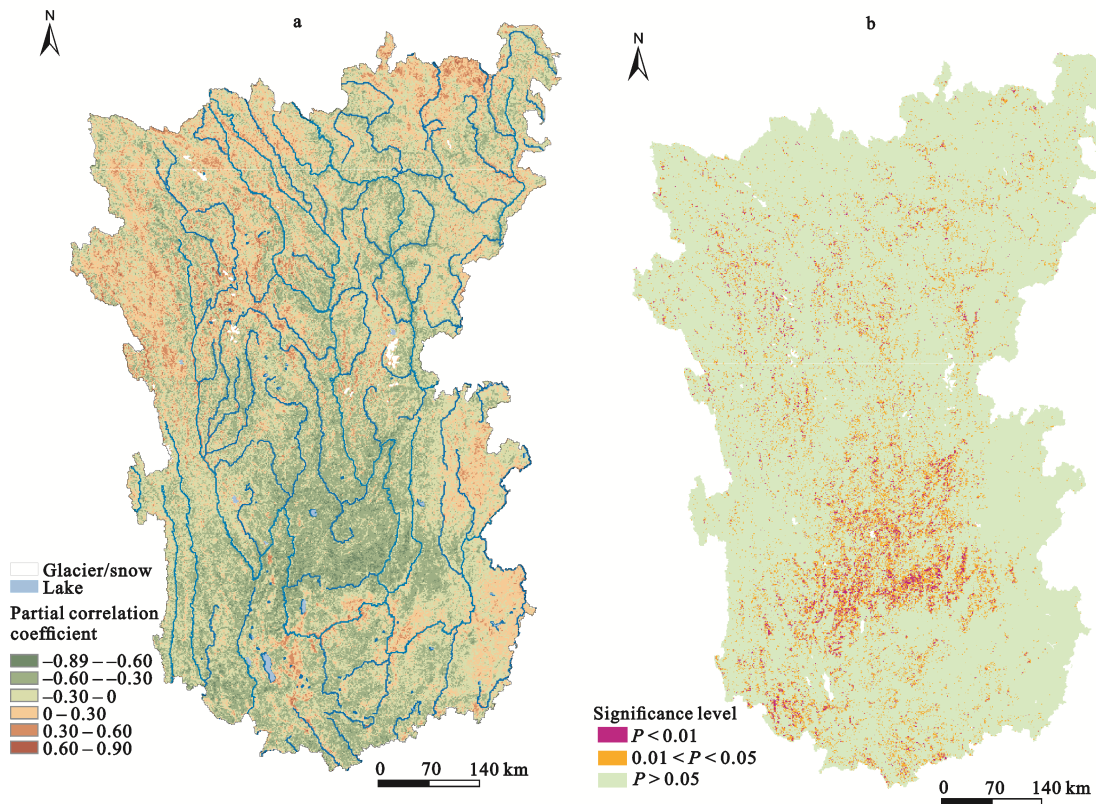 a
N
Glacier/snow
Lake
Partial correlation
coefficient
–0.89 – –0.60
–0.60 – –0.30
–0.30 – 0
0 – 0.30
0.30 – 0.60
0.60 – 0.90
0 70 140 km
b
N
Significance level
P < 0.01
0.01 < P < 0.05
P > 0.05
0 70 140 km